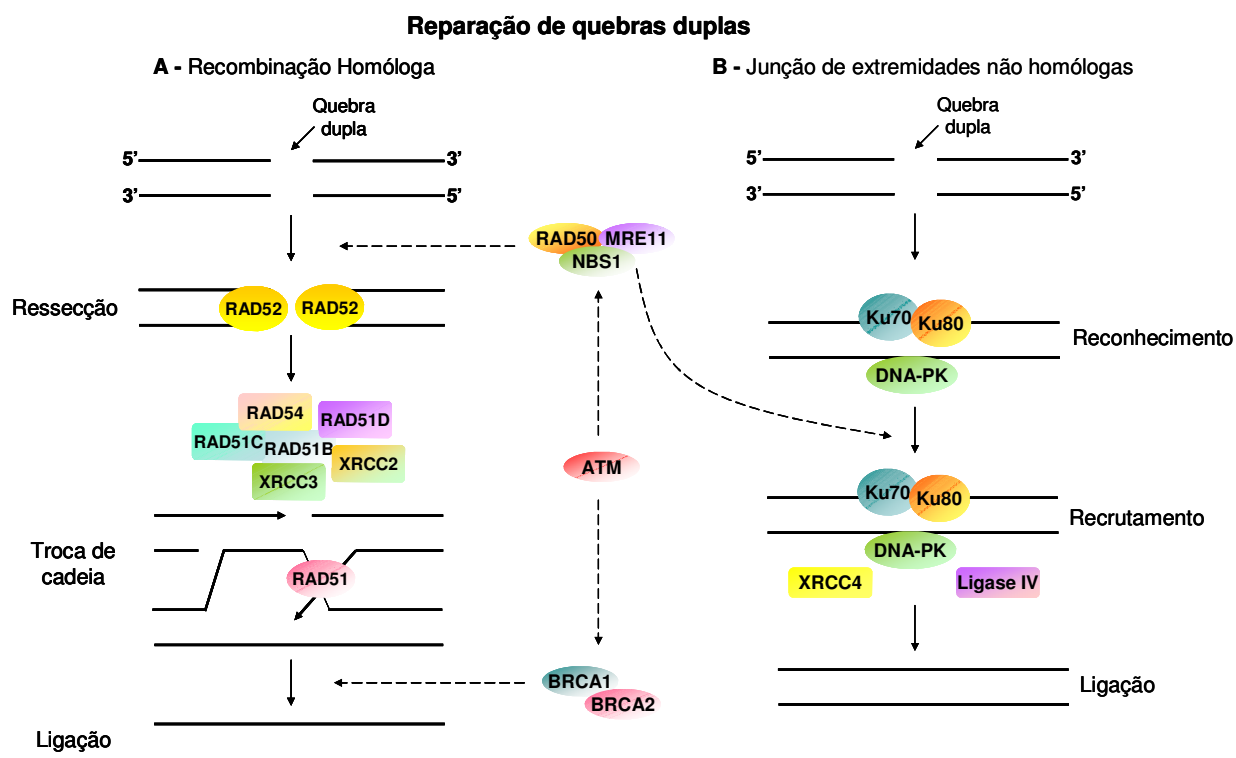 Reparação de quebras duplas
A - Recombinação Homóloga
Quebra
dupla
5’
3’
3’
5’
Ressecção
RAD52
RAD52
RAD54
RAD51D
RAD51C
RAD51B
XRCC2
XRCC3
Troca de
cadeia
RAD51
Ligação
RAD50
MRE11
NBS1
ATM
BRCA1
BRCA2
B - Junção de extremidades não homólogas
Quebra
dupla
5’
3’
3’
5’
Ku70
Ku80
Reconhecimento
DNA-PK
Ku70
Ku80
Recrutamento
DNA-PK
XRCC4
Ligase IV
Ligação